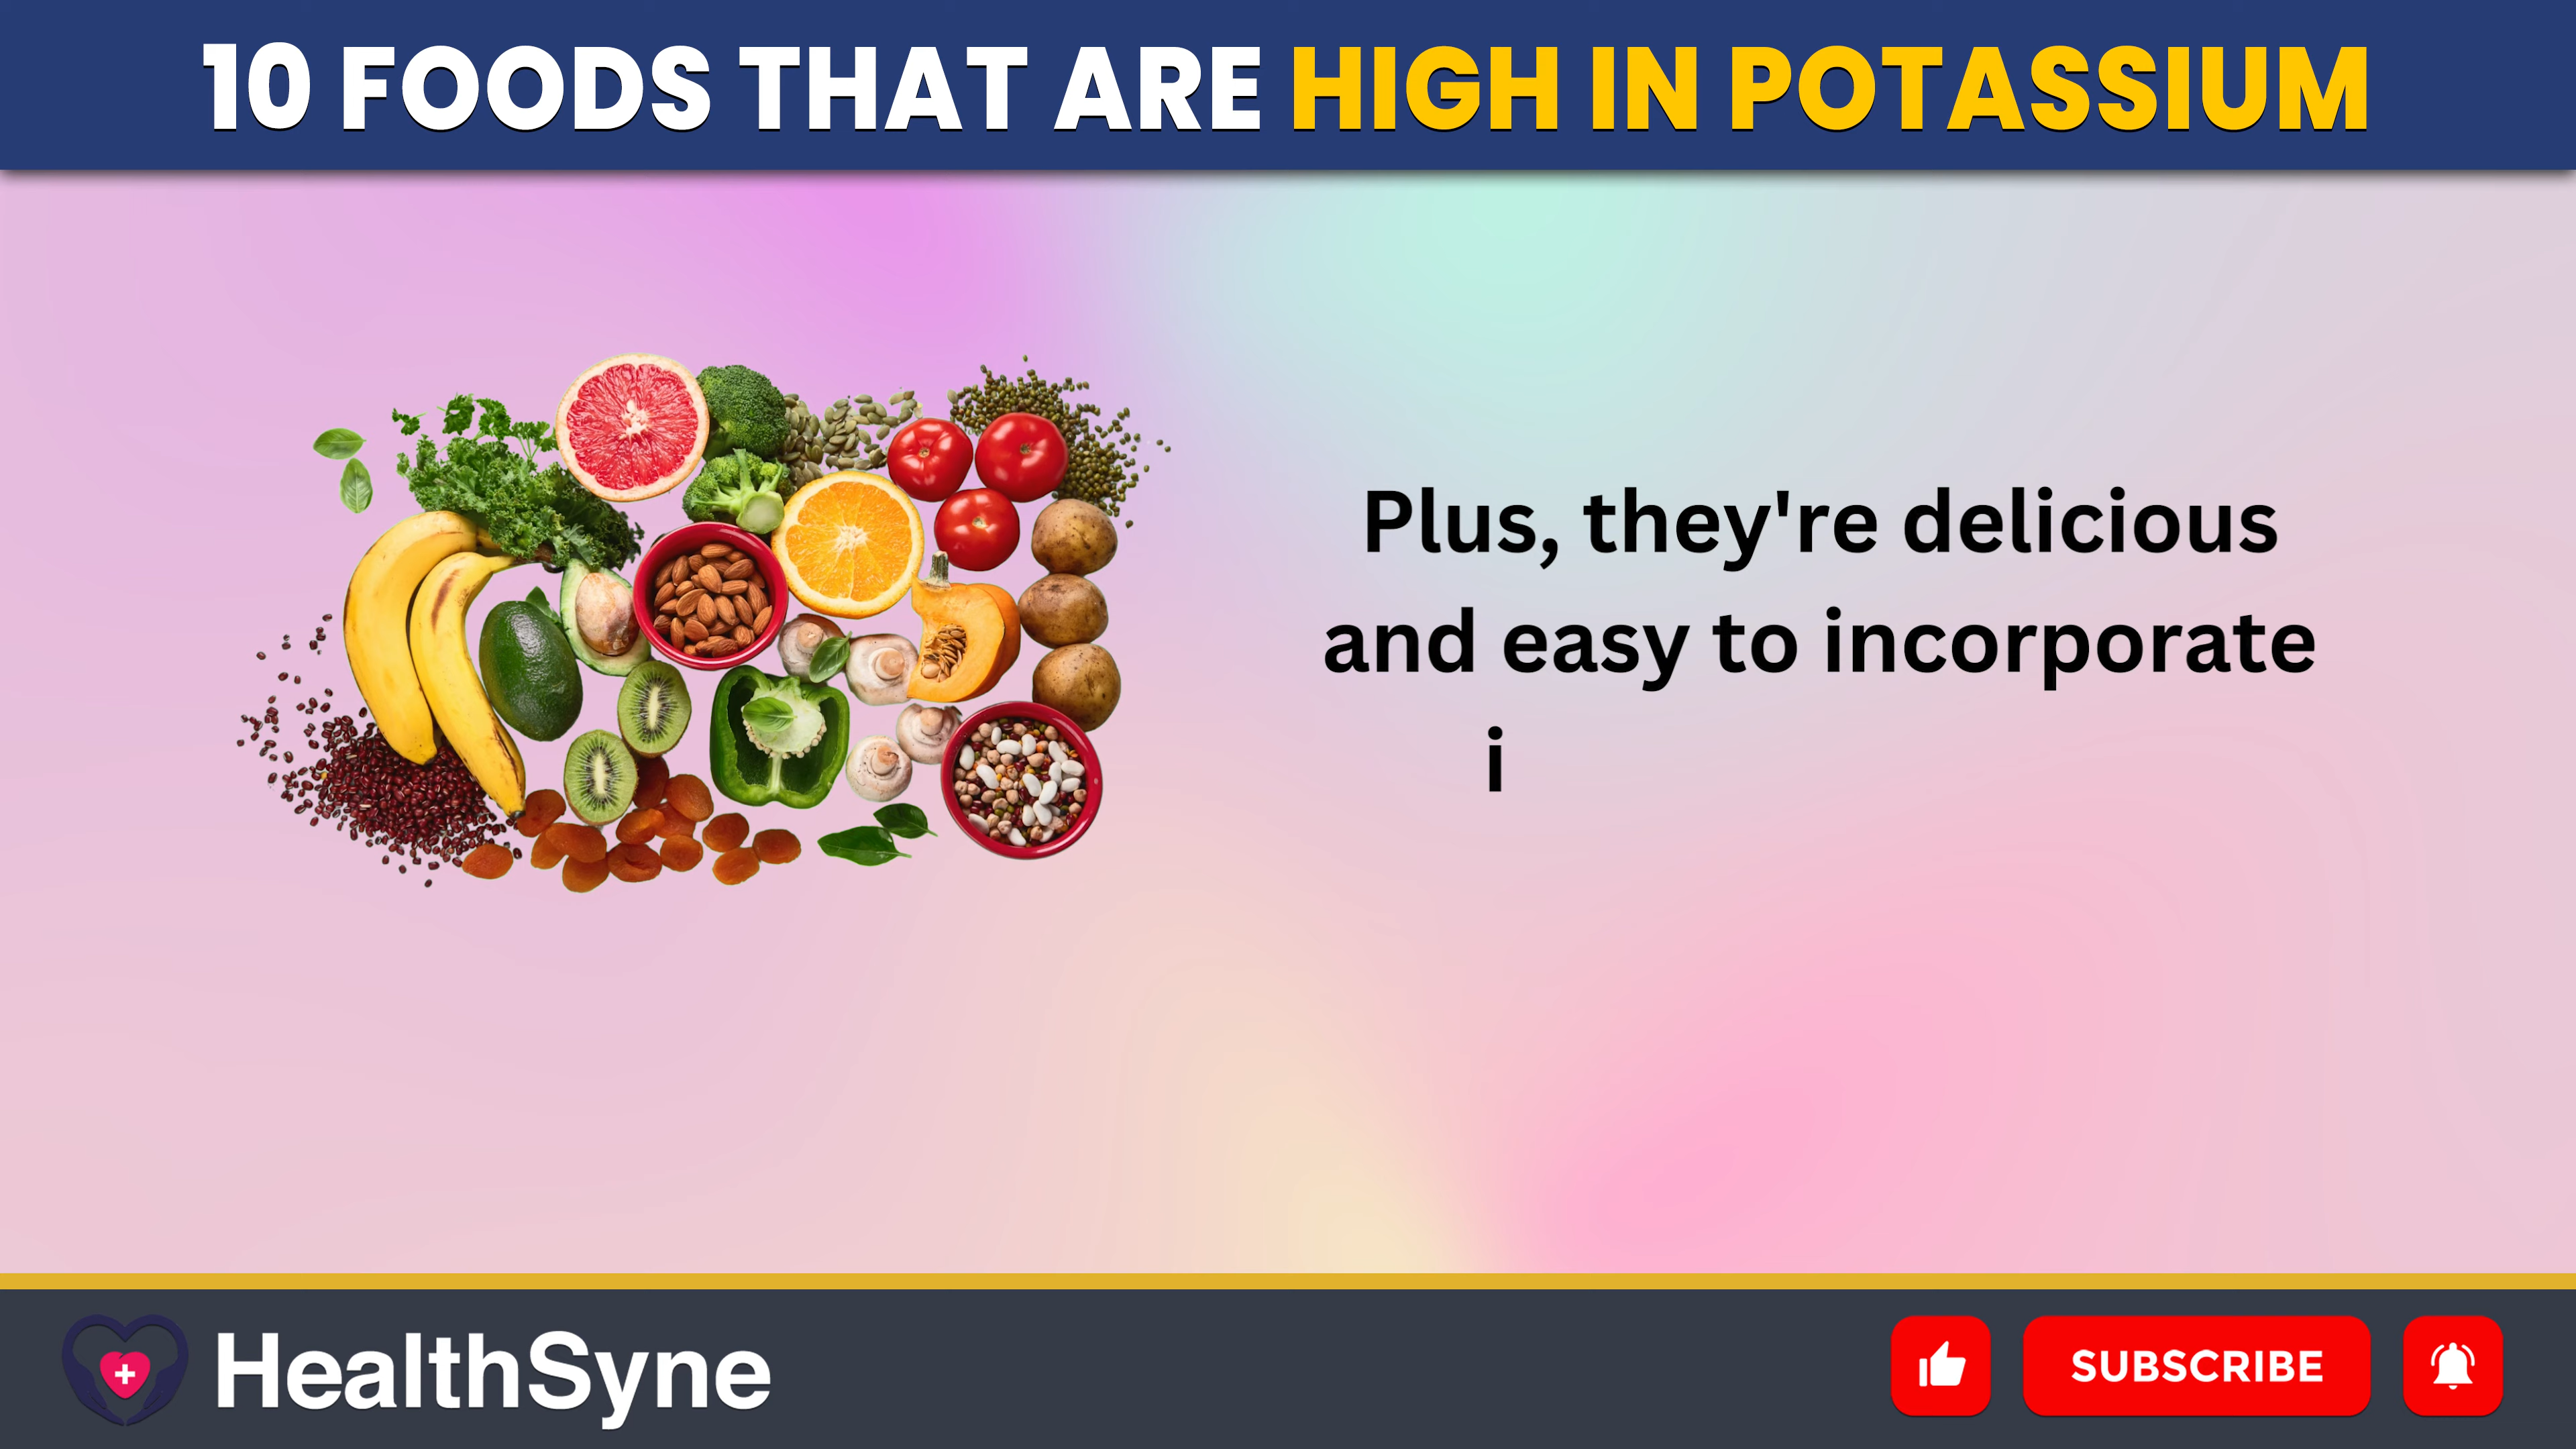 10 FOODS THAT ARE HIGH IN POTASSIUM
Plus, they're delicious
and easy to incorporate
i
HealthSyne
SUBSCRIBE